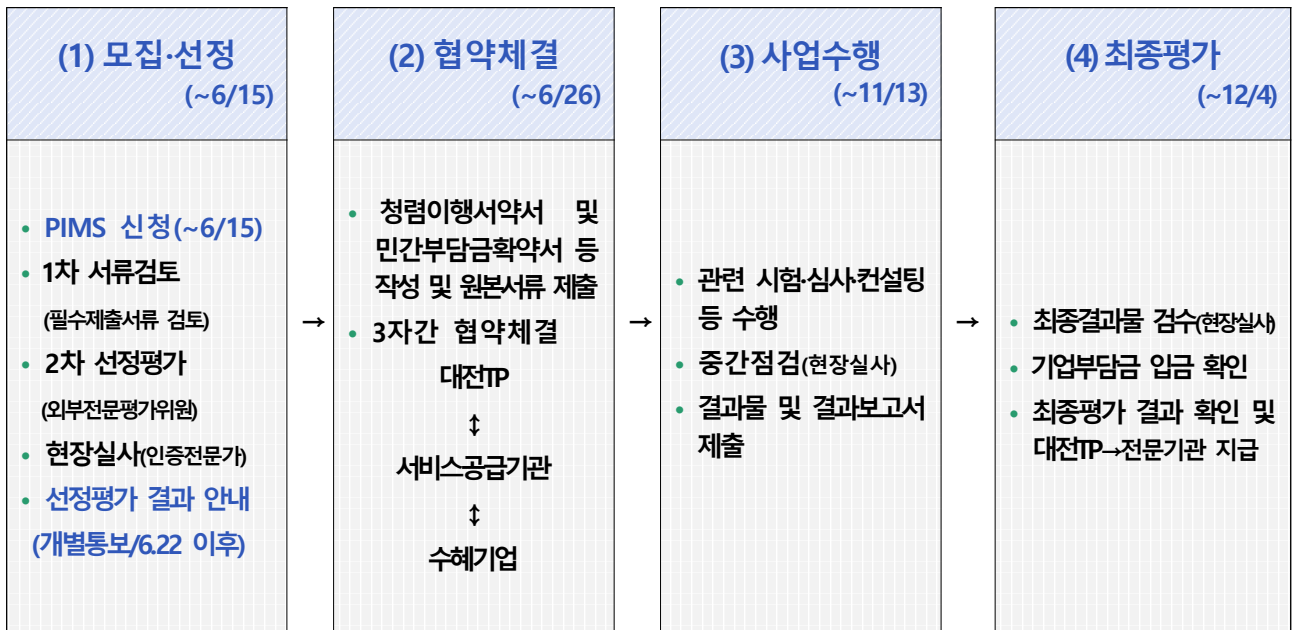 (1) 모집·선정
(~6/15)
• PIMS 신청(~6/15)
• 1차 서류검토
(필수제출서류 검토)
• 2차 선정평가
(외부전문평가위원)
• 현장실사(인증전문가)
• 선정평가 결과 안내
(개별통보/6.22 이후)
→
(2) 협약체결
(~6/26)
• 청렴이행서약서 및
민간부담금확약서 등
작성 및 원본서류 제출
• 3자간 협약체결
대전TP
↕
서비스공급기관
↕
수혜기업
→
(3) 사업수행
(~11/13)
• 관련 시험·심사·컨설팅
등 수행
• 중간점검(현장실사)
• 결과물 및 결과보고서
제출
→
(4) 최종평가
(~12/4)
• 최종결과물 검수(현장실사)
• 기업부담금 입금 확인
• 최종평가 결과 확인 및
대전TP→전문기관 지급